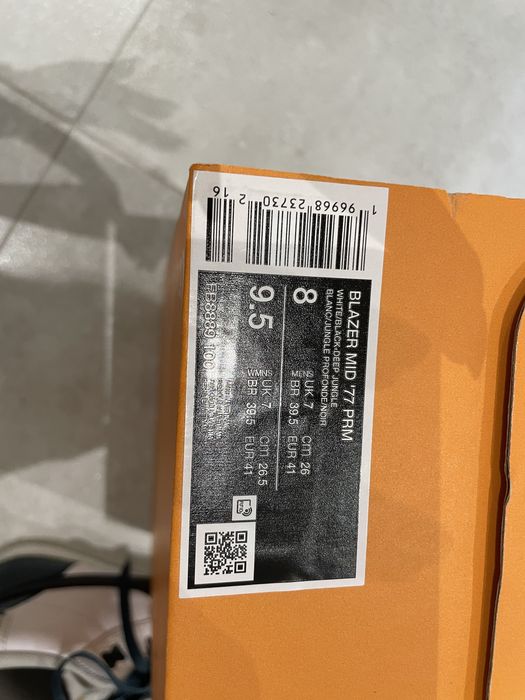 BLAZER MID '77 PRM
WHITE/BLACK-DEEP JUNGLE
BLANC/JUNGLE PROFONDE/NOIR
8 MENS UK 7 CM 26
BR 39.5 EUR 41
9.5 WMNS UK 7 CM 26.5
BR 39.5 EUR 41
FB8889 100
1 96968 23730 2 16